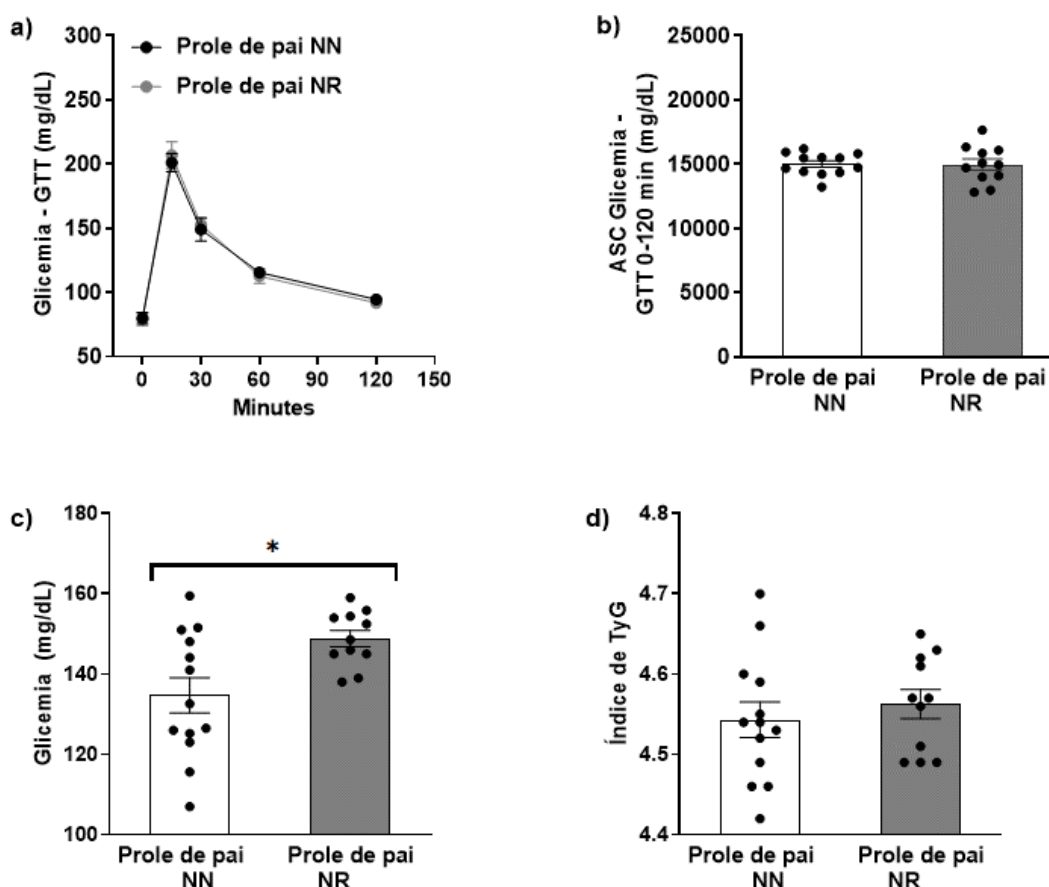 a)
Glicemia - GTT (mg/dL)
300
250
200
150
100
50
Prole de pai NN
Prole de pai NR
0 30 60 90 120 150
Minutes
b)
ASC Glicemia -
GTT 0-120 min (mg/dL)
25000
20000
15000
10000
5000
0
Prole de pai
NN
Prole de pai
NR
c)
Glicemia (mg/dL)
180
160
140
120
100
*
Prole de pai
NN
Prole de pai
NR
d)
Índice de TyG
4.8
4.7
4.6
4.5
4.4
Prole de pai
NN
Prole de pai
NR